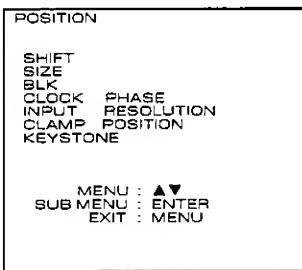 POSITION
SHIFT
SIZE
BLK
CLOCK PHASE
INPUT RESOLUTION
CLAMP POSITION
KEYSTONE
MENU : ▲▼
SUB MENU : ENTER
EXIT : MENU